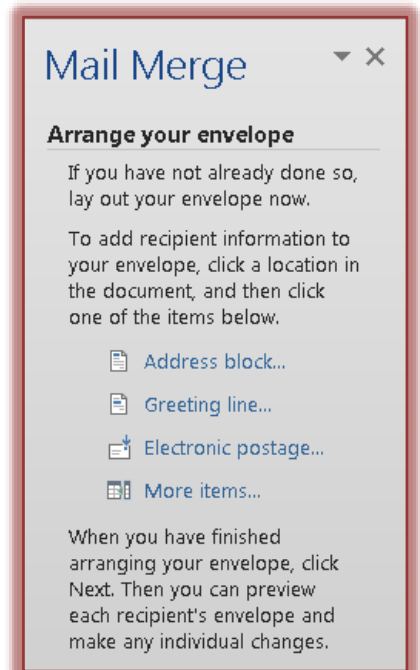 Mail Merge
Arrange your envelope
If you have not already done so,
lay out your envelope now.
To add recipient information to
your envelope, click a location in
the document, and then click
one of the items below.
Address block...
Greeting line...
Electronic postage...
More items...
When you have finished
arranging your envelope, click
Next. Then you can preview
each recipient's envelope and
make any individual changes.